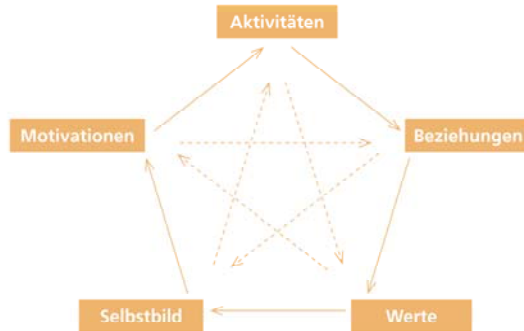 Aktivitäten
Motivationen
Beziehungen
Selbstbild
Werte